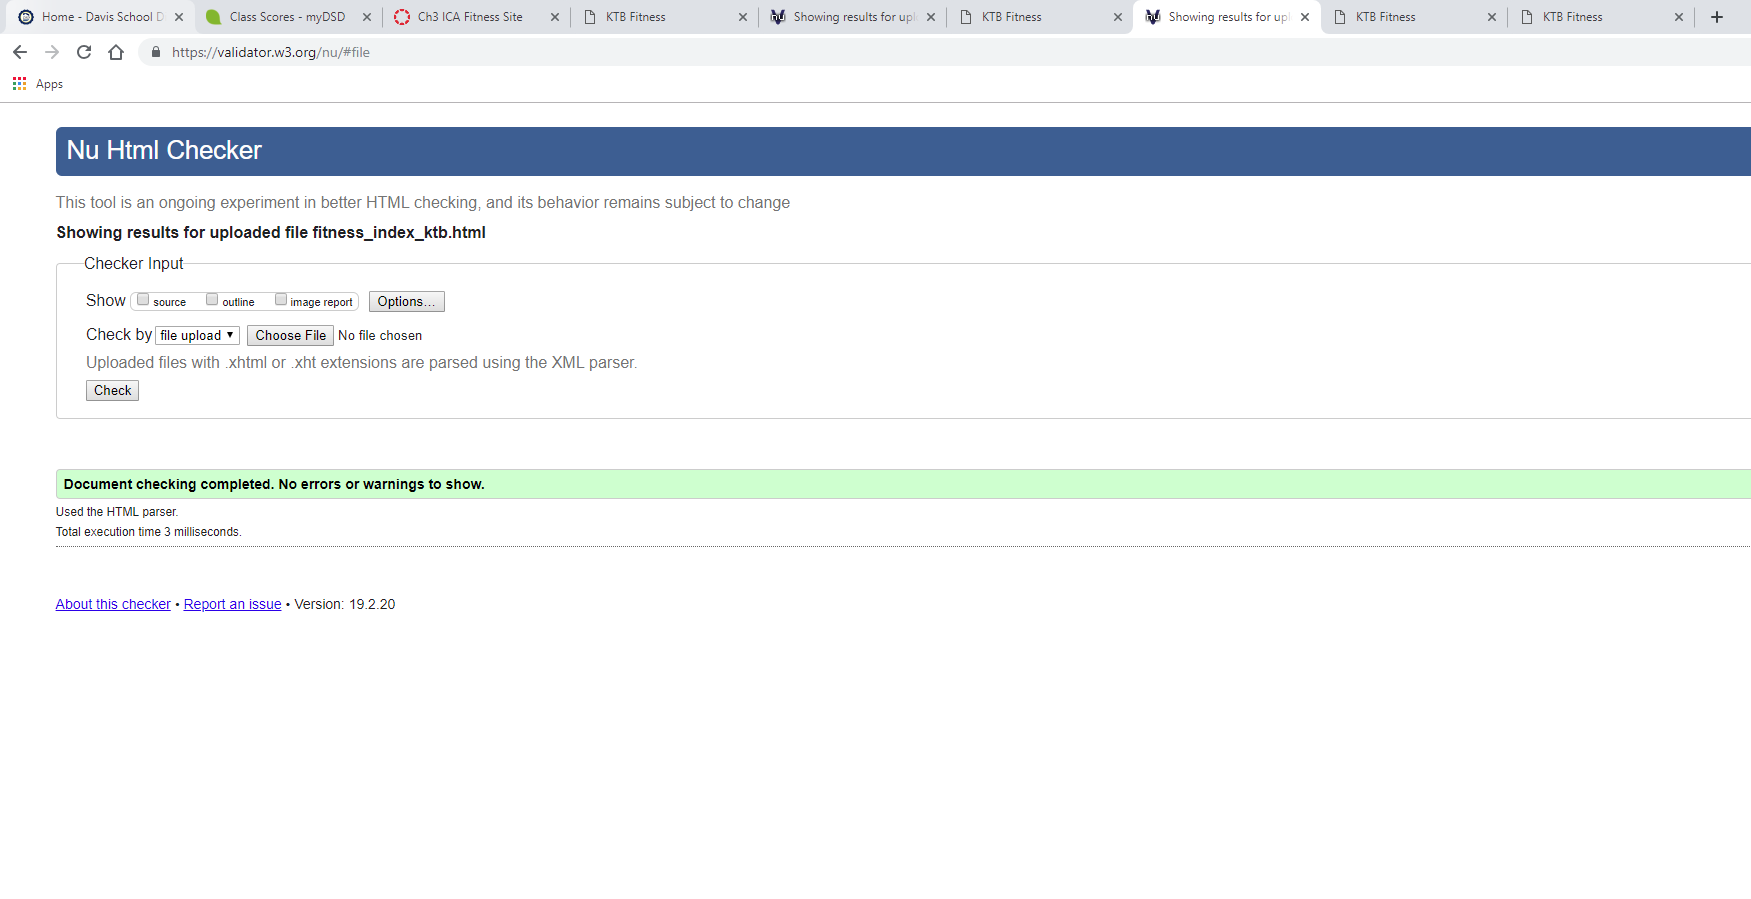 Home - Davis School D
Class Scores - myDSD
Ch3 ICA Fitness Site
KTB Fitness
Showing results for upl
KTB Fitness
Showing results for upl
KTB Fitness
KTB Fitness
https://validator.w3.org/nu/#file
Apps
Nu Html Checker
This tool is an ongoing experiment in better HTML checking, and its behavior remains subject to change
Showing results for uploaded file fitness_index_ktb.html
Checker Input
Show source outline image report Options...
Check by file upload Choose File No file chosen
Uploaded files with .xhtml or .xht extensions are parsed using the XML parser.
Check
Document checking completed. No errors or warnings to show.
Used the HTML parser.
Total execution time 3 milliseconds.
About this checker • Report an issue • Version: 19.2.20